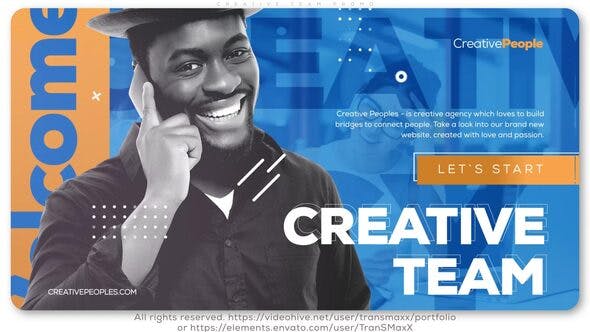 CREATIVE TEAM PROMO
Welcome
CREATIVE
CreativePeople
Creative Peoples - is creative agency which loves to build
bridges to connect people. Take a look into our brand new
website, created with love and passion.
LET`S START
CREATIVE
TEAM
CREATIVEPEOPLES.COM
All rights reserved. https://videohive.net/user/transmaxx/portfolio
or https://elements.envato.com/user/TranSMaxX